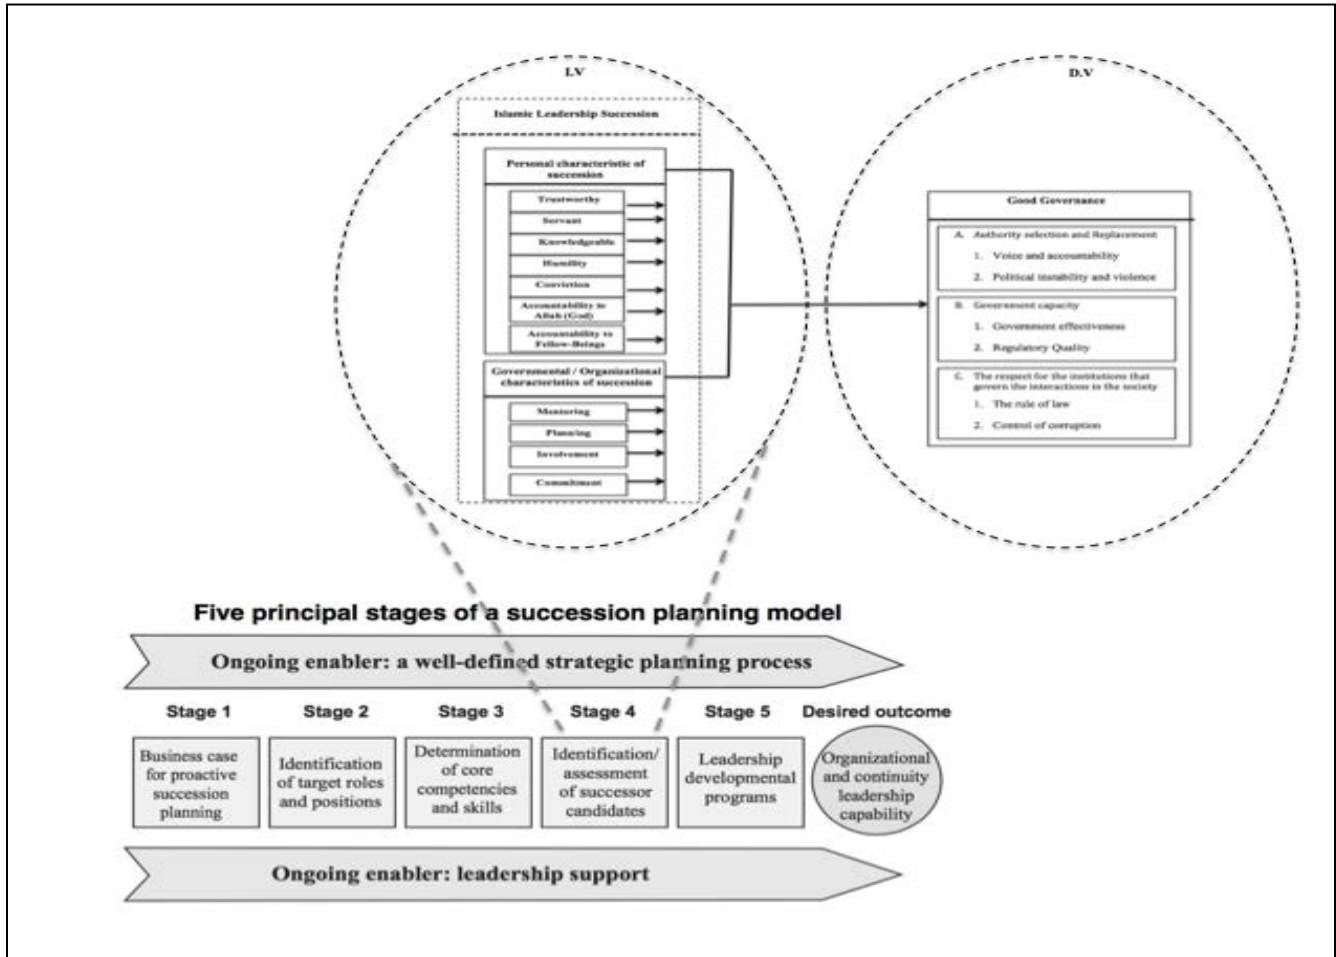 I.V
D.V
Islamic Leadership Succession
Personal characteristic of
succession
Trustworthy
Servant
Knowledgeable
Humility
Conviction
Accountability to
Allah (God)
Accountability to
Fellow-Beings
Governmental / Organizational
characteristics of succession
Mentoring
Planning
Involvement
Commitment
Good Governance
A. Authority selection and Replacement
1. Voice and accountability
2. Political instability and violence
B. Government capacity
1. Government effectiveness
2. Regulatory Quality
C. The respect for the institutions that
govern the interactions in the society
1. The rule of law
2. Control of corruption
Five principal stages of a succession planning model
Ongoing enabler: a well-defined strategic planning process
Stage 1
Stage 2
Stage 3
Stage 4
Stage 5
Desired outcome
Business case
for proactive
succession
planning
Identification
of target roles
and positions
Determination
of core
competencies
and skills
Identification/
assessment
of successor
candidates
Leadership
developmental
programs
Organizational
and continuity
leadership
capability
Ongoing enabler: leadership support